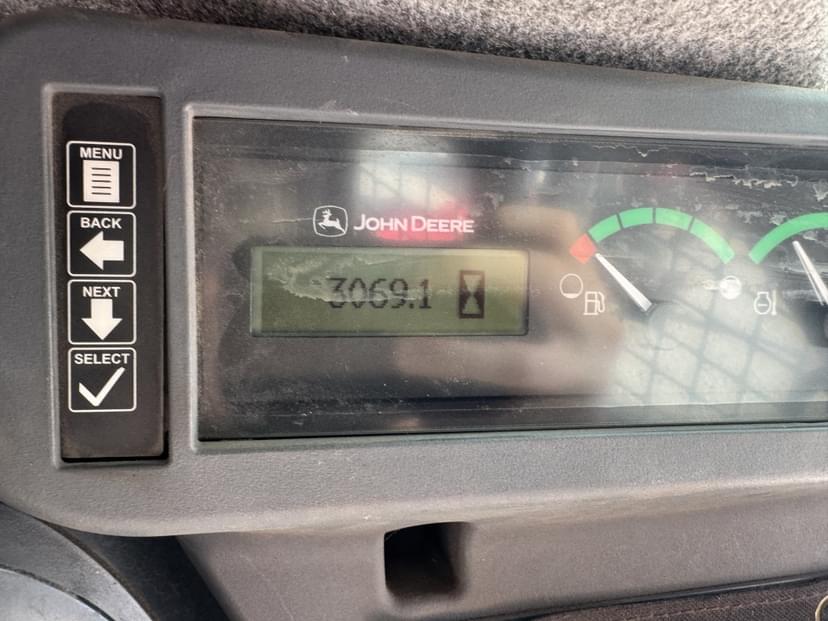 MENU
BACK
NEXT
SELECT
JOHN DEERE
3069.1